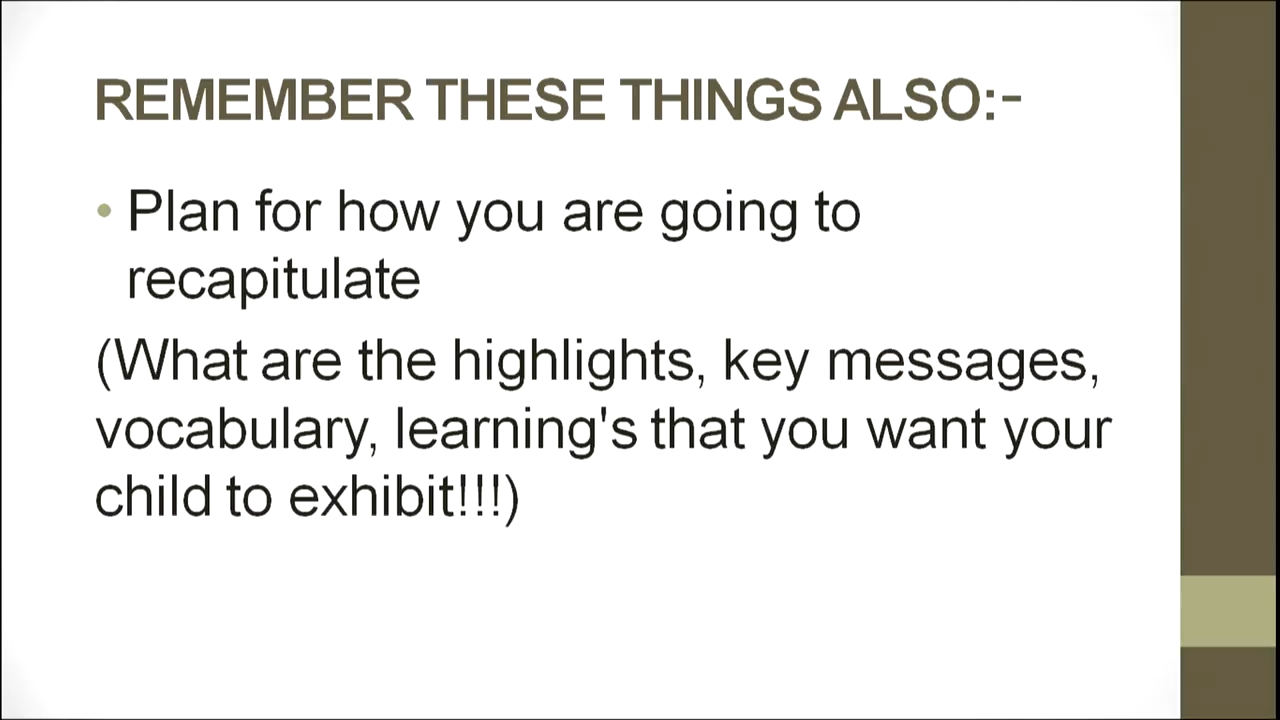 REMEMBER THESE THINGS ALSO:-
• Plan for how you are going to
recapitulate
(What are the highlights, key messages,
vocabulary, learning's that you want your
child to exhibit!!!)